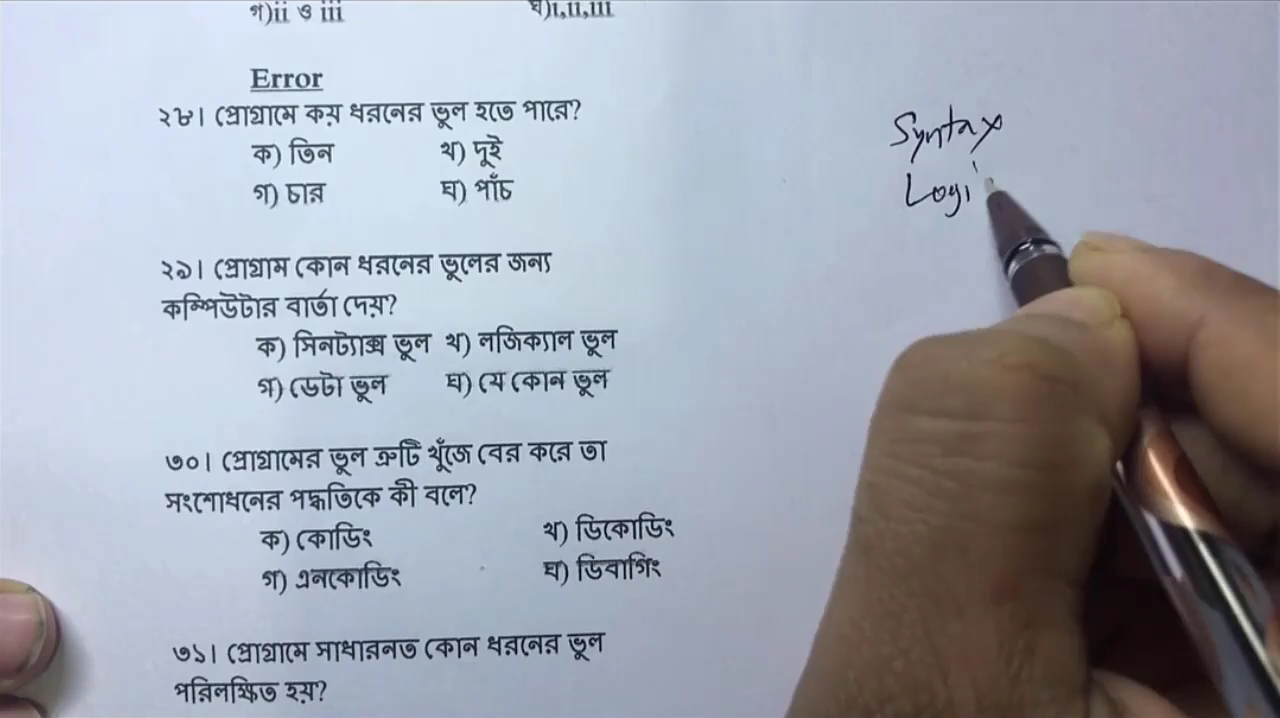 গ)ii ও iii ঘ)i,ii,iii
Error
২৮। প্রোগ্রামে কয় ধরনের ভুল হতে পারে?
ক) তিন খ) দুই
গ) চার ঘ) পাঁচ
২৯। প্রোগ্রাম কোন ধরনের ভুলের জন্য
কম্পিউটার বার্তা দেয়?
ক) সিনট্যাক্স ভুল খ) লজিক্যাল ভুল
গ) ডেটা ভুল ঘ) যে কোন ভুল
৩০। প্রোগ্রামের ভুল ত্রুটি খুঁজে বের করে তা
সংশোধনের পদ্ধতিকে কী বলে?
ক) কোডিং খ) ডিকোডিং
গ) এনকোডিং ঘ) ডিবাগিং
৩১। প্রোগ্রামে সাধারনত কোন ধরনের ভুল
পরিলক্ষিত হয়?
Syntax
Logi